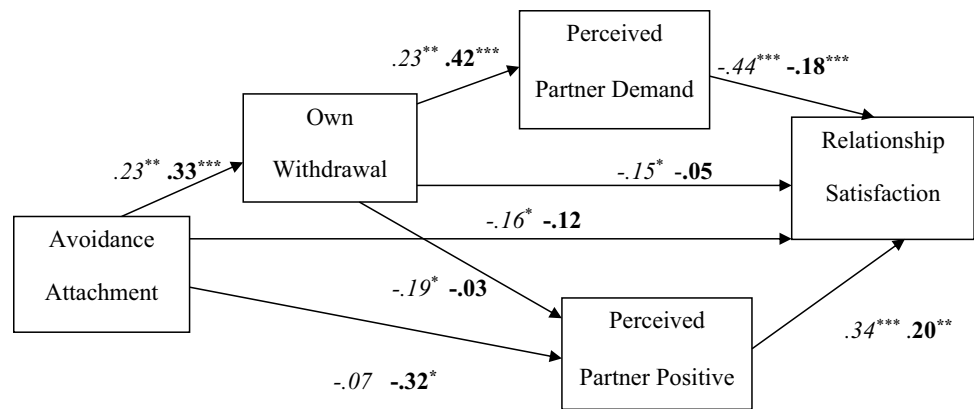 Perceived
Partner Demand
.23** .42***
-.44*** -.18***
Own
Withdrawal
Relationship
Satisfaction
.23** .33***
-.15* -.05
-.16* -.12
Avoidance
Attachment
-.19* -.03
Perceived
Partner Positive
.34*** .20**
-.07 -.32*